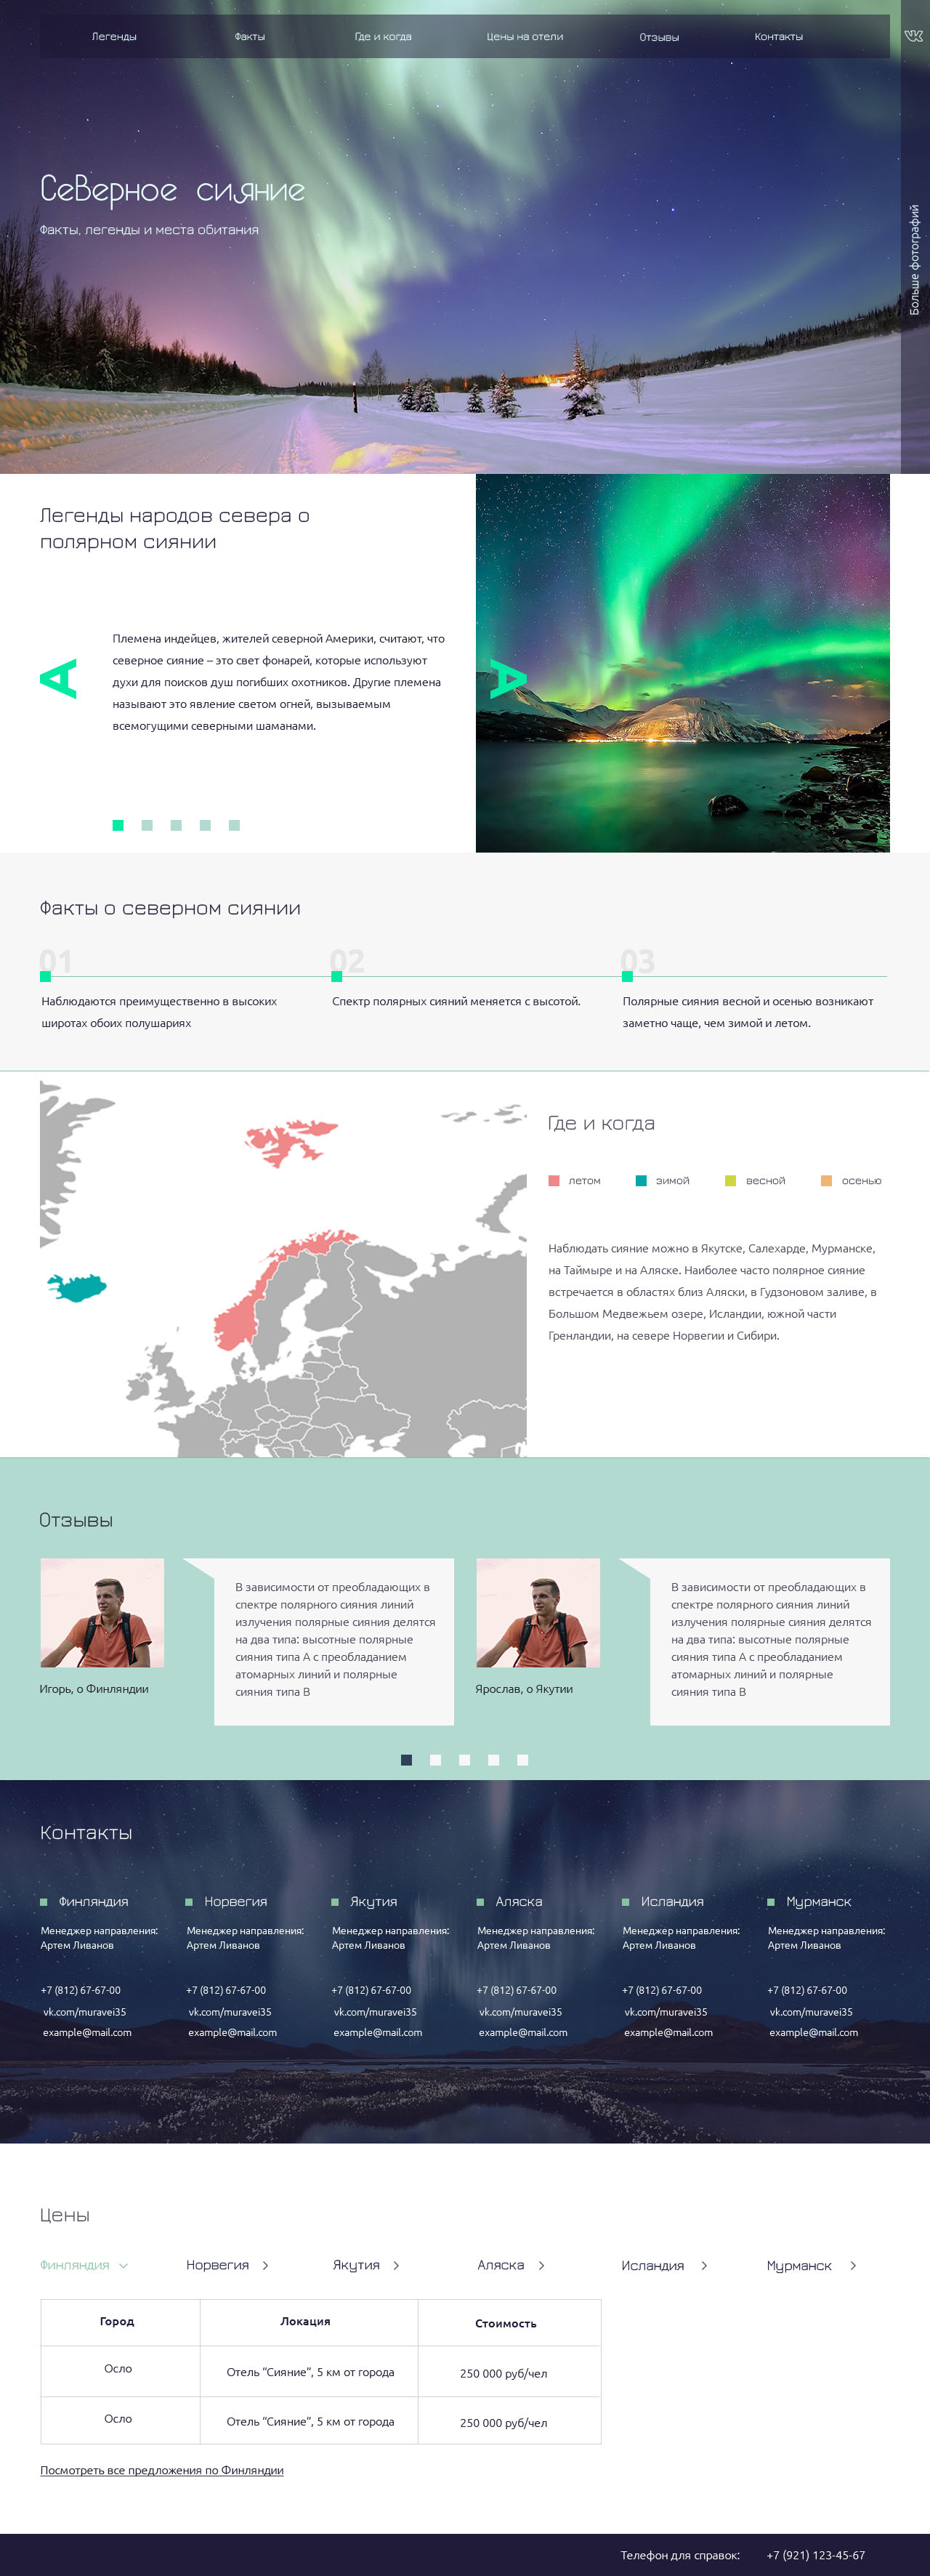 Легенды Факты Где и когда Цены на отели Отзывы Контакты
Северное сияние
Факты, легенды и места обитания
Больше фотографий
Легенды народов севера о
полярном сиянии
Племена индейцев, жителей северной Америки, считают, что
северное сияние – это свет фонарей, которые используют
духи для поисков душ погибших охотников. Другие племена
называют это явление светом огней, вызываемым
всемогущими северными шаманами.
Факты о северном сиянии
01 02 03
Наблюдаются преимущественно в высоких
широтах обоих полушариях
Спектр полярных сияний меняется с высотой.
Полярные сияния весной и осенью возникают
заметно чаще, чем зимой и летом.
Где и когда
летом зимой весной осенью
Наблюдать сияние можно в Якутске, Салехарде, Мурманске,
на Таймыре и на Аляске. Наиболее часто полярное сияние
встречается в областях близ Аляски, в Гудзоновом заливе, в
Большом Медвежьем озере, Исландии, южной части
Гренландии, на севере Норвегии и Сибири.
Отзывы
В зависимости от преобладающих в
спектре полярного сияния линий
излучения полярные сияния делятся
на два типа: высотные полярные
сияния типа А с преобладанием
атомарных линий и полярные
сияния типа В
Игорь, о Финляндии
В зависимости от преобладающих в
спектре полярного сияния линий
излучения полярные сияния делятся
на два типа: высотные полярные
сияния типа А с преобладанием
атомарных линий и полярные
сияния типа В
Ярослав, о Якутии
Контакты
Финляндия
Менеджер направления:
Артем Ливанов
+7 (812) 67-67-00
vk.com/muravei35
example@mail.com
Норвегия
Менеджер направления:
Артем Ливанов
+7 (812) 67-67-00
vk.com/muravei35
example@mail.com
Якутия
Менеджер направления:
Артем Ливанов
+7 (812) 67-67-00
vk.com/muravei35
example@mail.com
Аляска
Менеджер направления:
Артем Ливанов
+7 (812) 67-67-00
vk.com/muravei35
example@mail.com
Исландия
Менеджер направления:
Артем Ливанов
+7 (812) 67-67-00
vk.com/muravei35
example@mail.com
Мурманск
Менеджер направления:
Артем Ливанов
+7 (812) 67-67-00
vk.com/muravei35
example@mail.com
Цены
Финляндия Норвегия Якутия Аляска Исландия Мурманск
Город Локация Стоимость
Осло Отель “Сияние”, 5 км от города 250 000 руб/чел
Осло Отель “Сияние”, 5 км от города 250 000 руб/чел
Посмотреть все предложения по Финляндии
Телефон для справок: +7 (921) 123-45-67